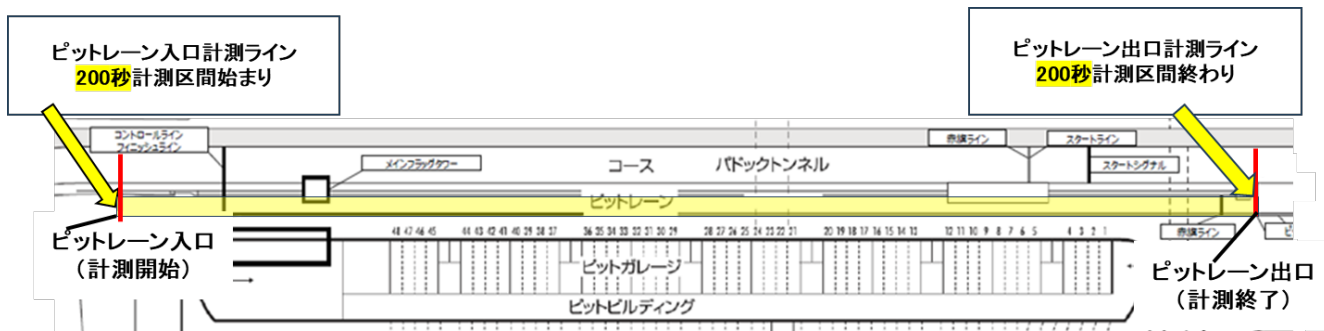 ピットレーン入口計測ライン
200秒計測区間始まり
ピットレーン出口計測ライン
200秒計測区間終わり
コントロールライン
フィニッシュライン
メインフラッグタワー
コース
パドックトンネル
赤旗ライン
スタートライン
スタートシグナル
ピットレーン
ピットレーン入口
（計測開始）
48 47 46 45 44 43 42 41 40 39 38 37 36 35 34 33 32 31 30 29 28 27 26 25 24 23 22 21 20 19 18 17 16 15 14 13 12 11 10 9 8 7 6 5 4 3 2 1
赤旗ライン
ピットガレージ
ピットビルディング
ピットレーン出口
（計測終了）